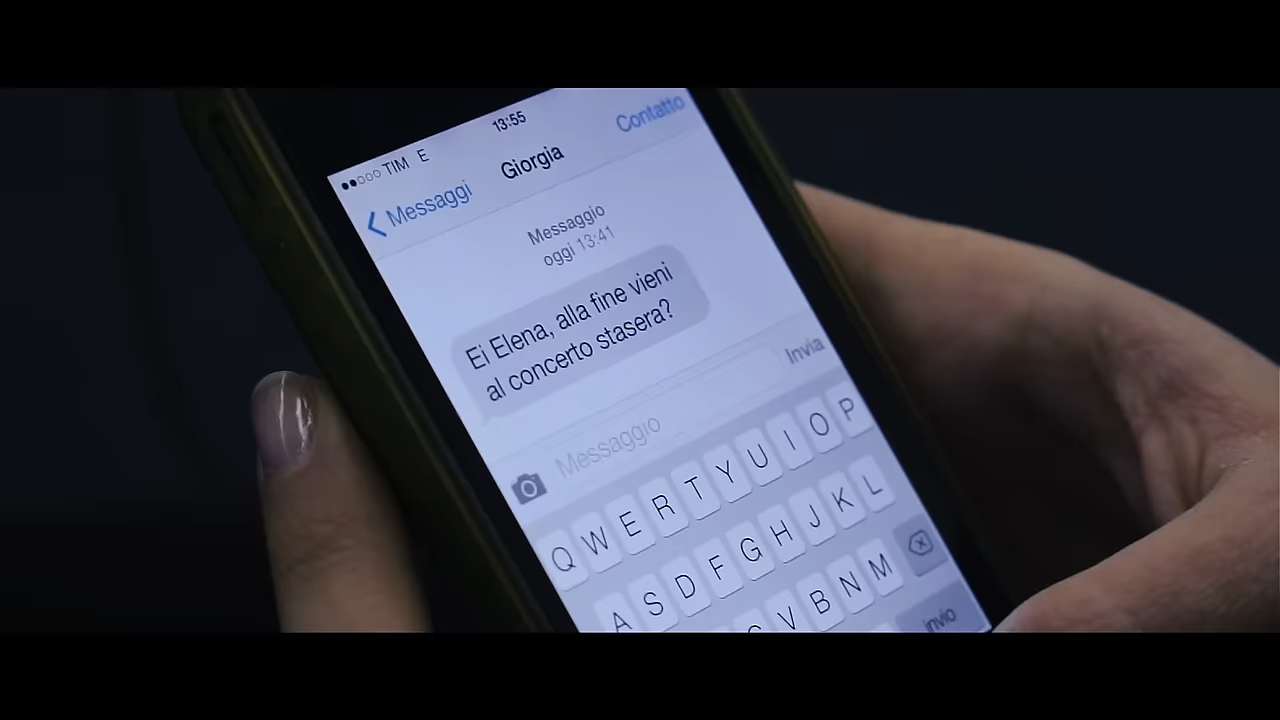 TIM E 13:55
Messaggi Giorgia Contatto
Messaggio
oggi 13:41
Ei Elena, alla fine vieni
al concerto stasera?
Messaggio Invia
Q W E R T Y U I O P
A S D F G H J K L
V B N M
invio